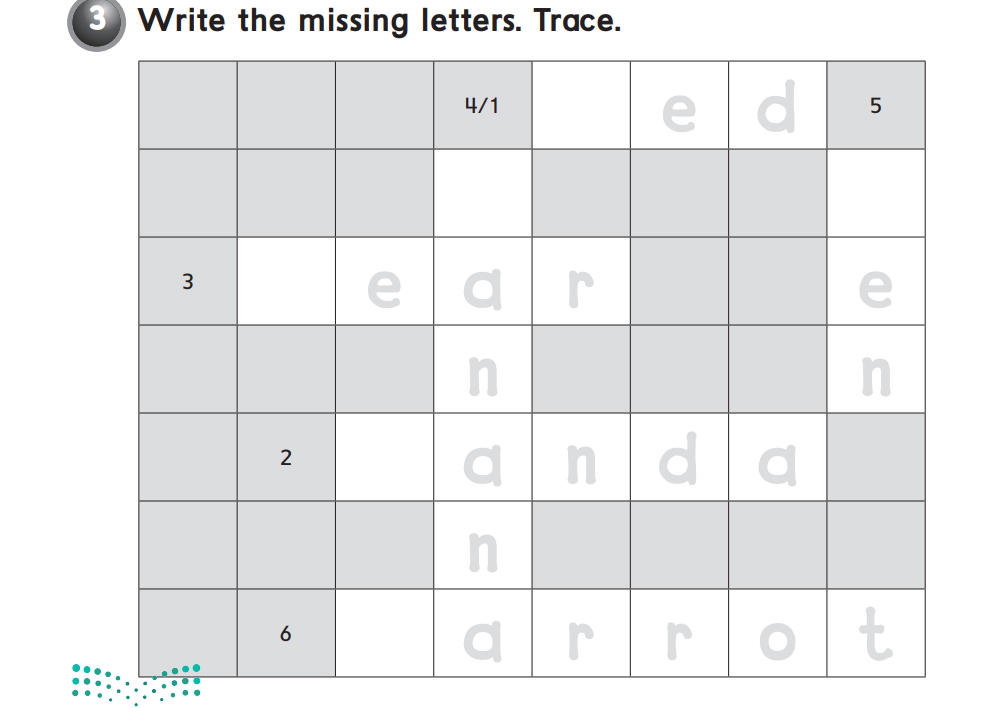 3 Write the missing letters. Trace.
4/1 e d 5
3 e a r e
n n
2 a n d a
n
6 a r r o t